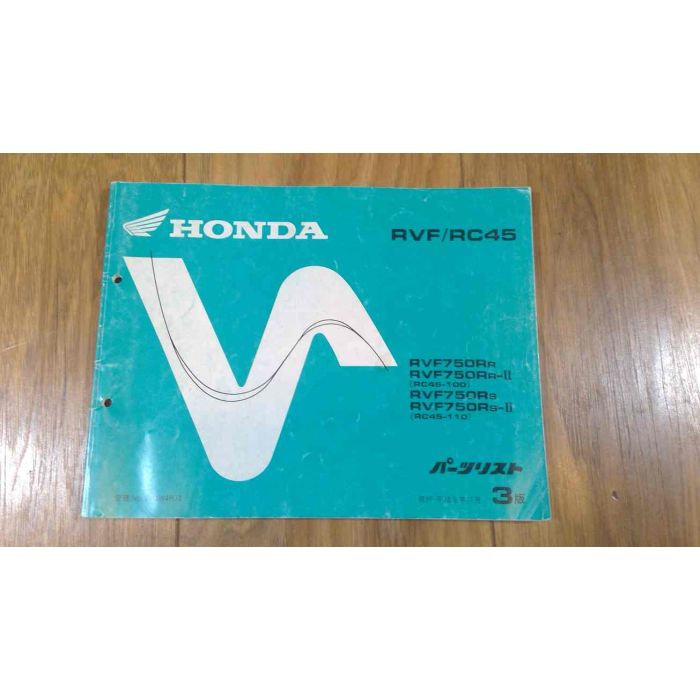 HONDA
RVF/RC45
RVF750RR
RVF750RR-II
(RC45-100)
RVF750RS
RVF750RS-II
(RC45-110)
パーツリスト
3版